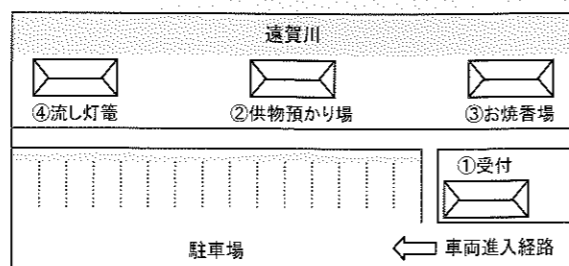 遠賀川
④流し灯篭
②供物預かり場
③お焼香場
①受付
駐車場
車両進入経路